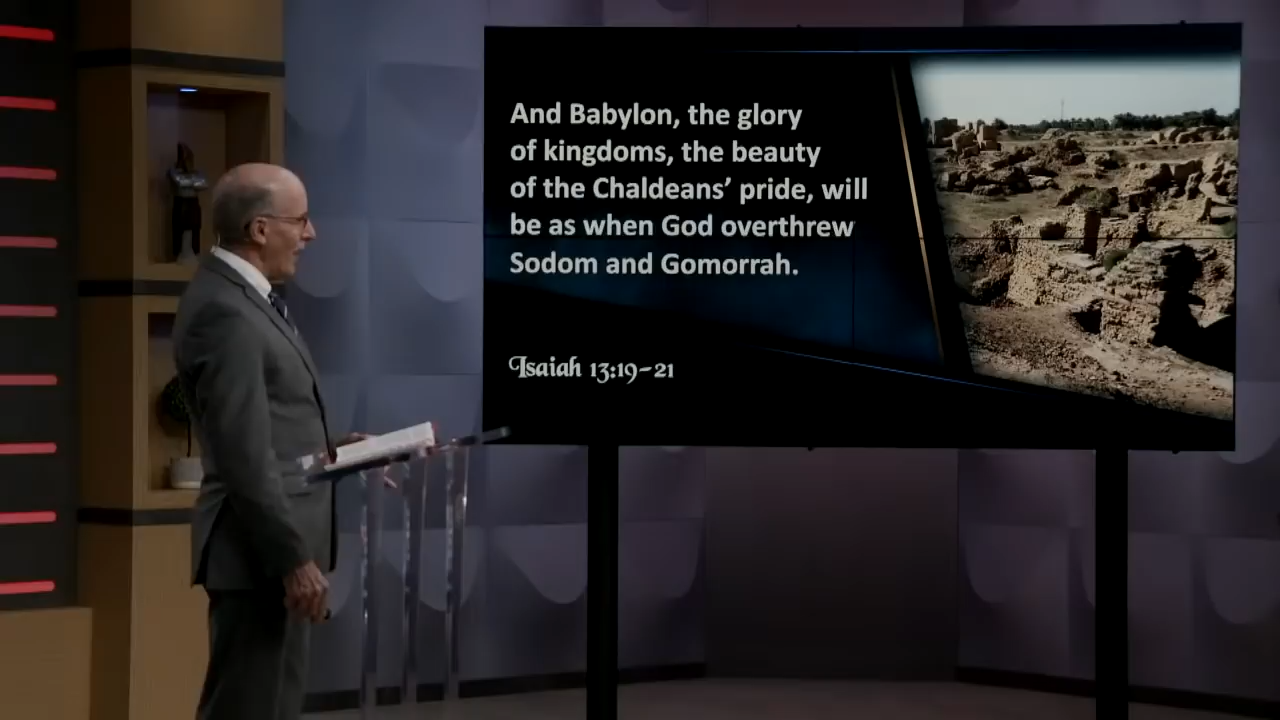 And Babylon, the glory
of kingdoms, the beauty
of the Chaldeans’ pride, will
be as when God overthrew
Sodom and Gomorrah.
Isaiah 13:19–21